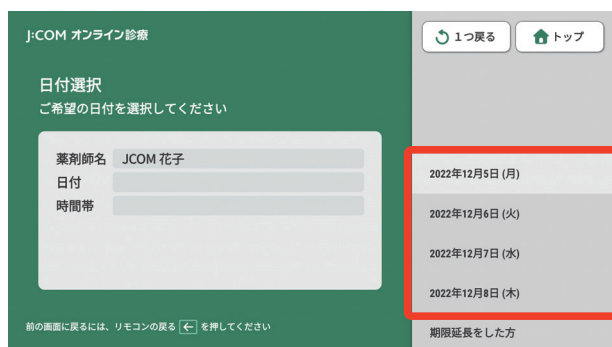 J:COM オンライン診療
日付選択
ご希望の日付を選択してください
薬剤師名 JCOM 花子
日付
時間帯
前の画面に戻るには、リモコンの戻る ← を押してください
1つ戻る
トップ
2022年12月5日 (月)
2022年12月6日 (火)
2022年12月7日 (水)
2022年12月8日 (木)
期限延長をした方